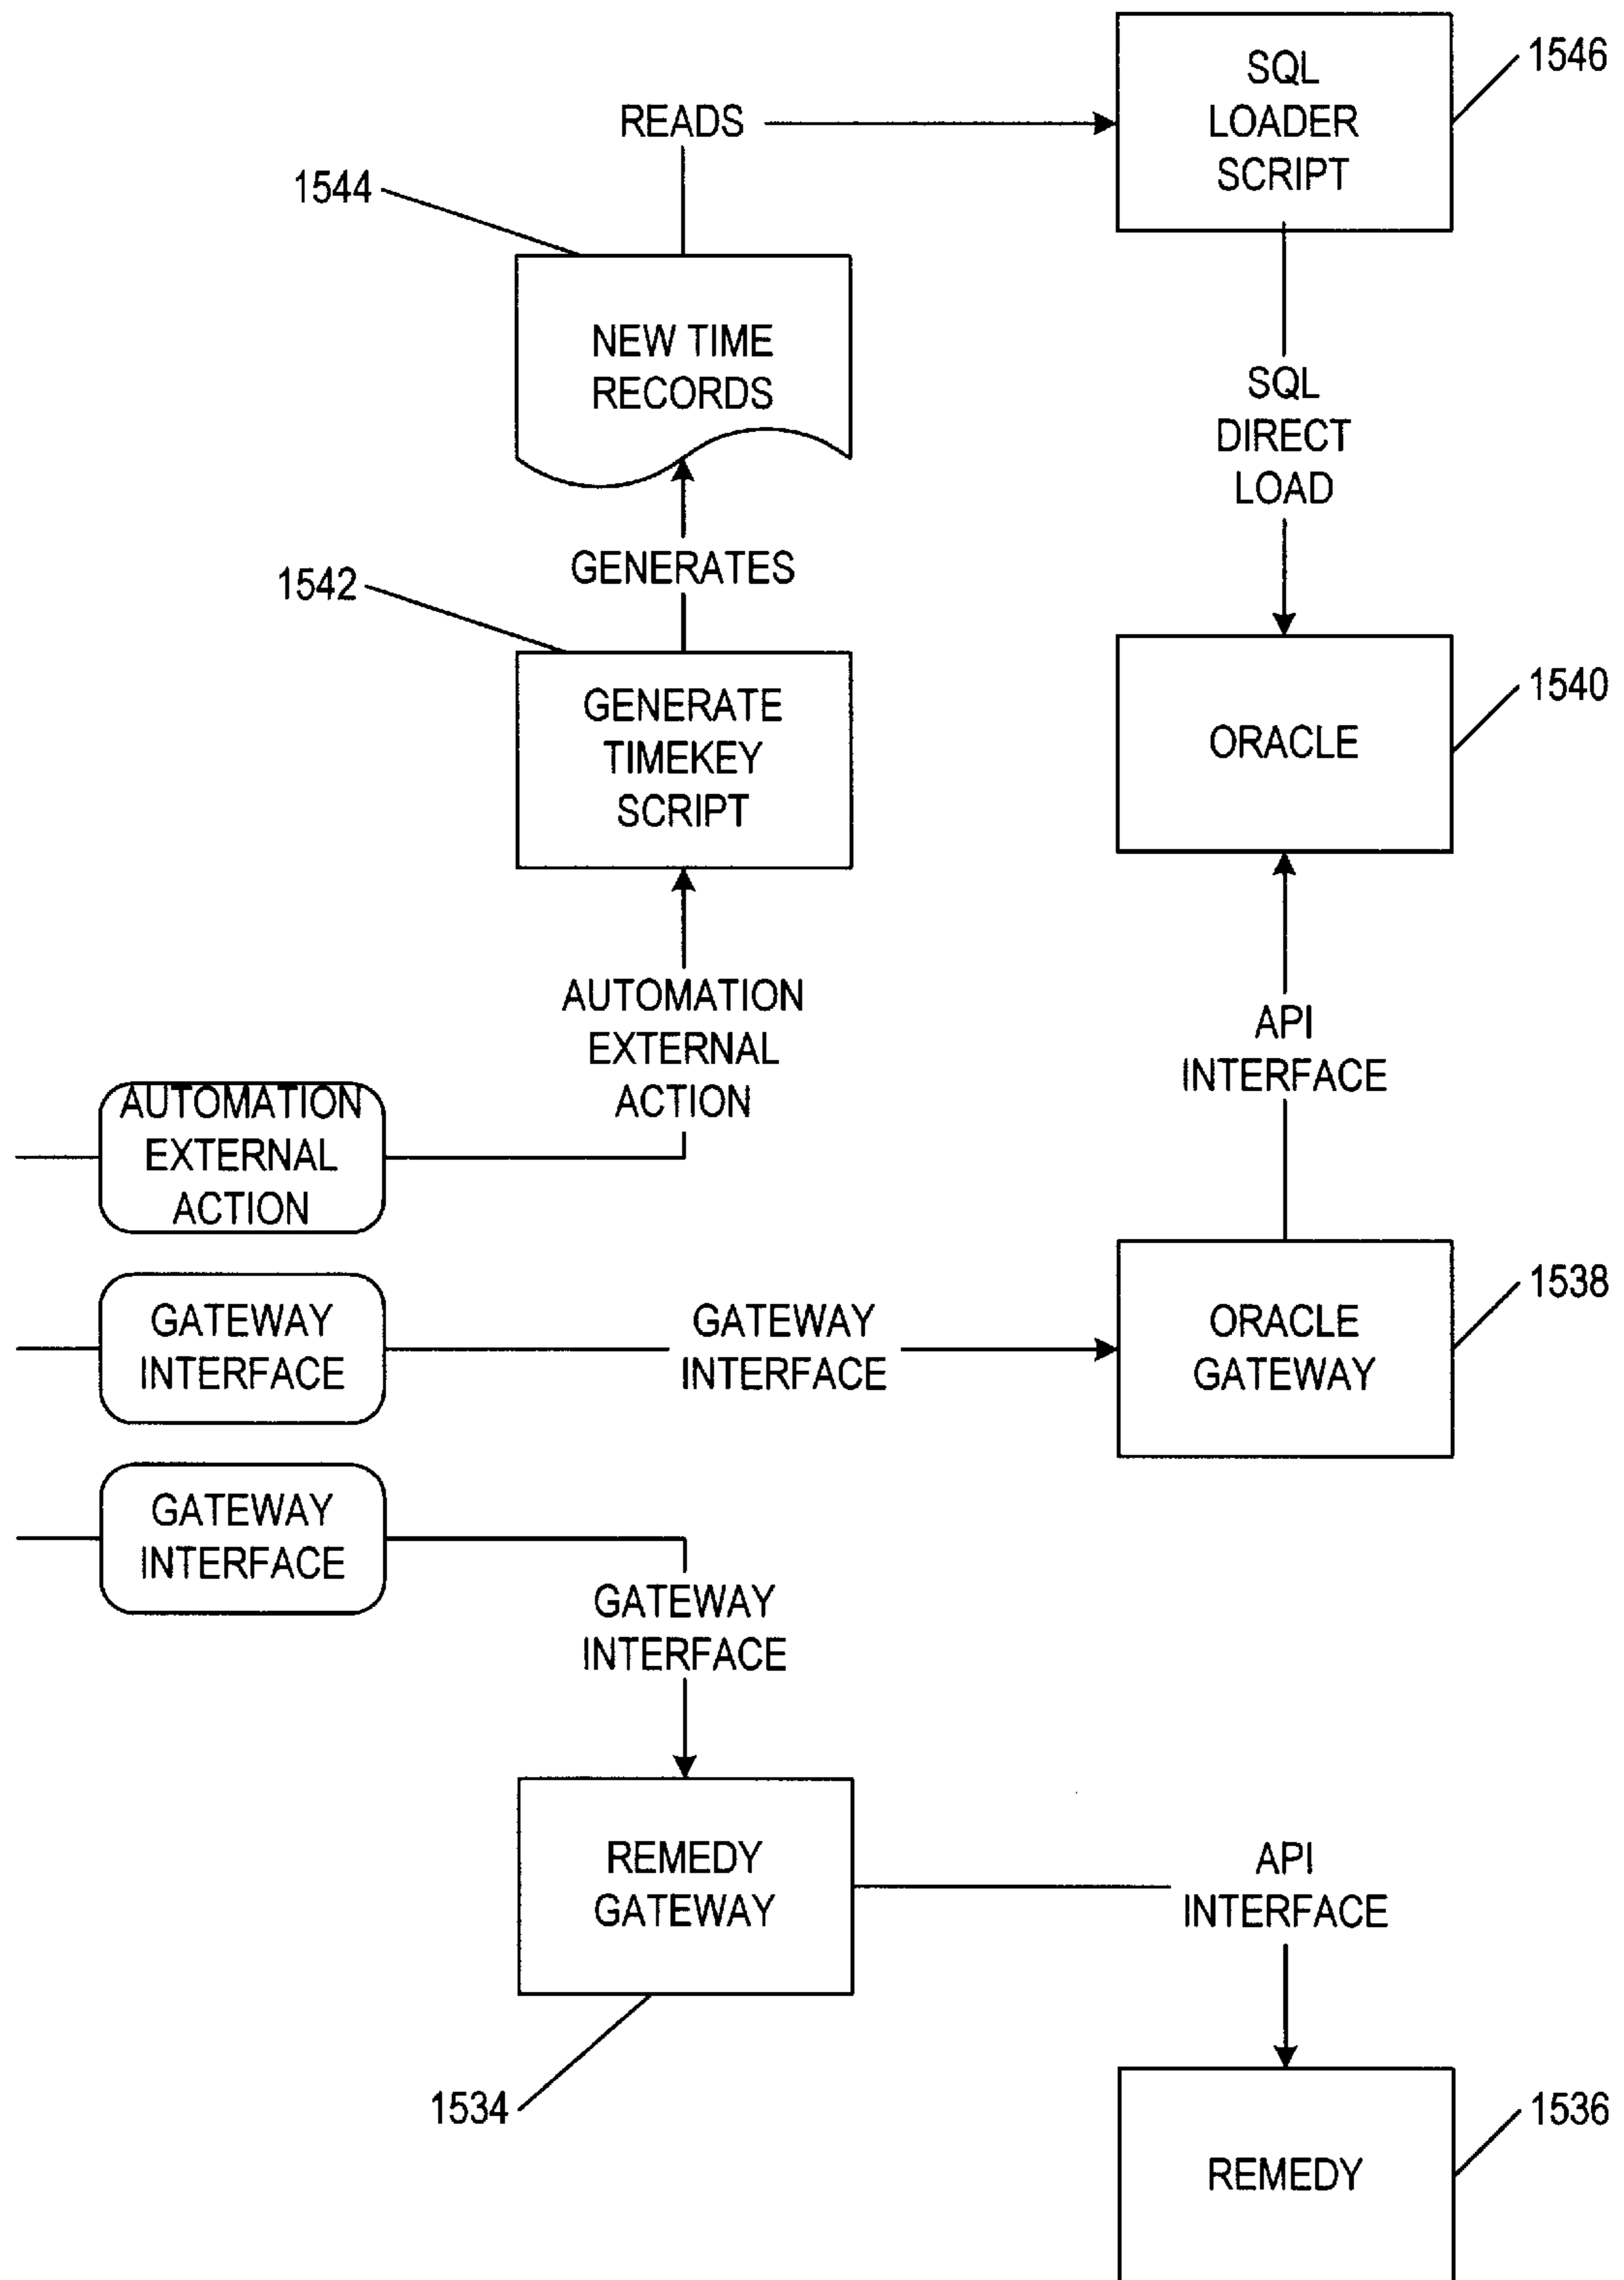 SQL
LOADER
SCRIPT
1546
READS
1544
NEW TIME
RECORDS
SQL
DIRECT
LOAD
GENERATES
1542
GENERATE
TIMEKEY
SCRIPT
ORACLE
1540
AUTOMATION
EXTERNAL
ACTION
API
INTERFACE
AUTOMATION
EXTERNAL
ACTION
GATEWAY
INTERFACE
GATEWAY
INTERFACE
ORACLE
GATEWAY
1538
GATEWAY
INTERFACE
GATEWAY
INTERFACE
REMEDY
GATEWAY
API
INTERFACE
1534
1536
REMEDY